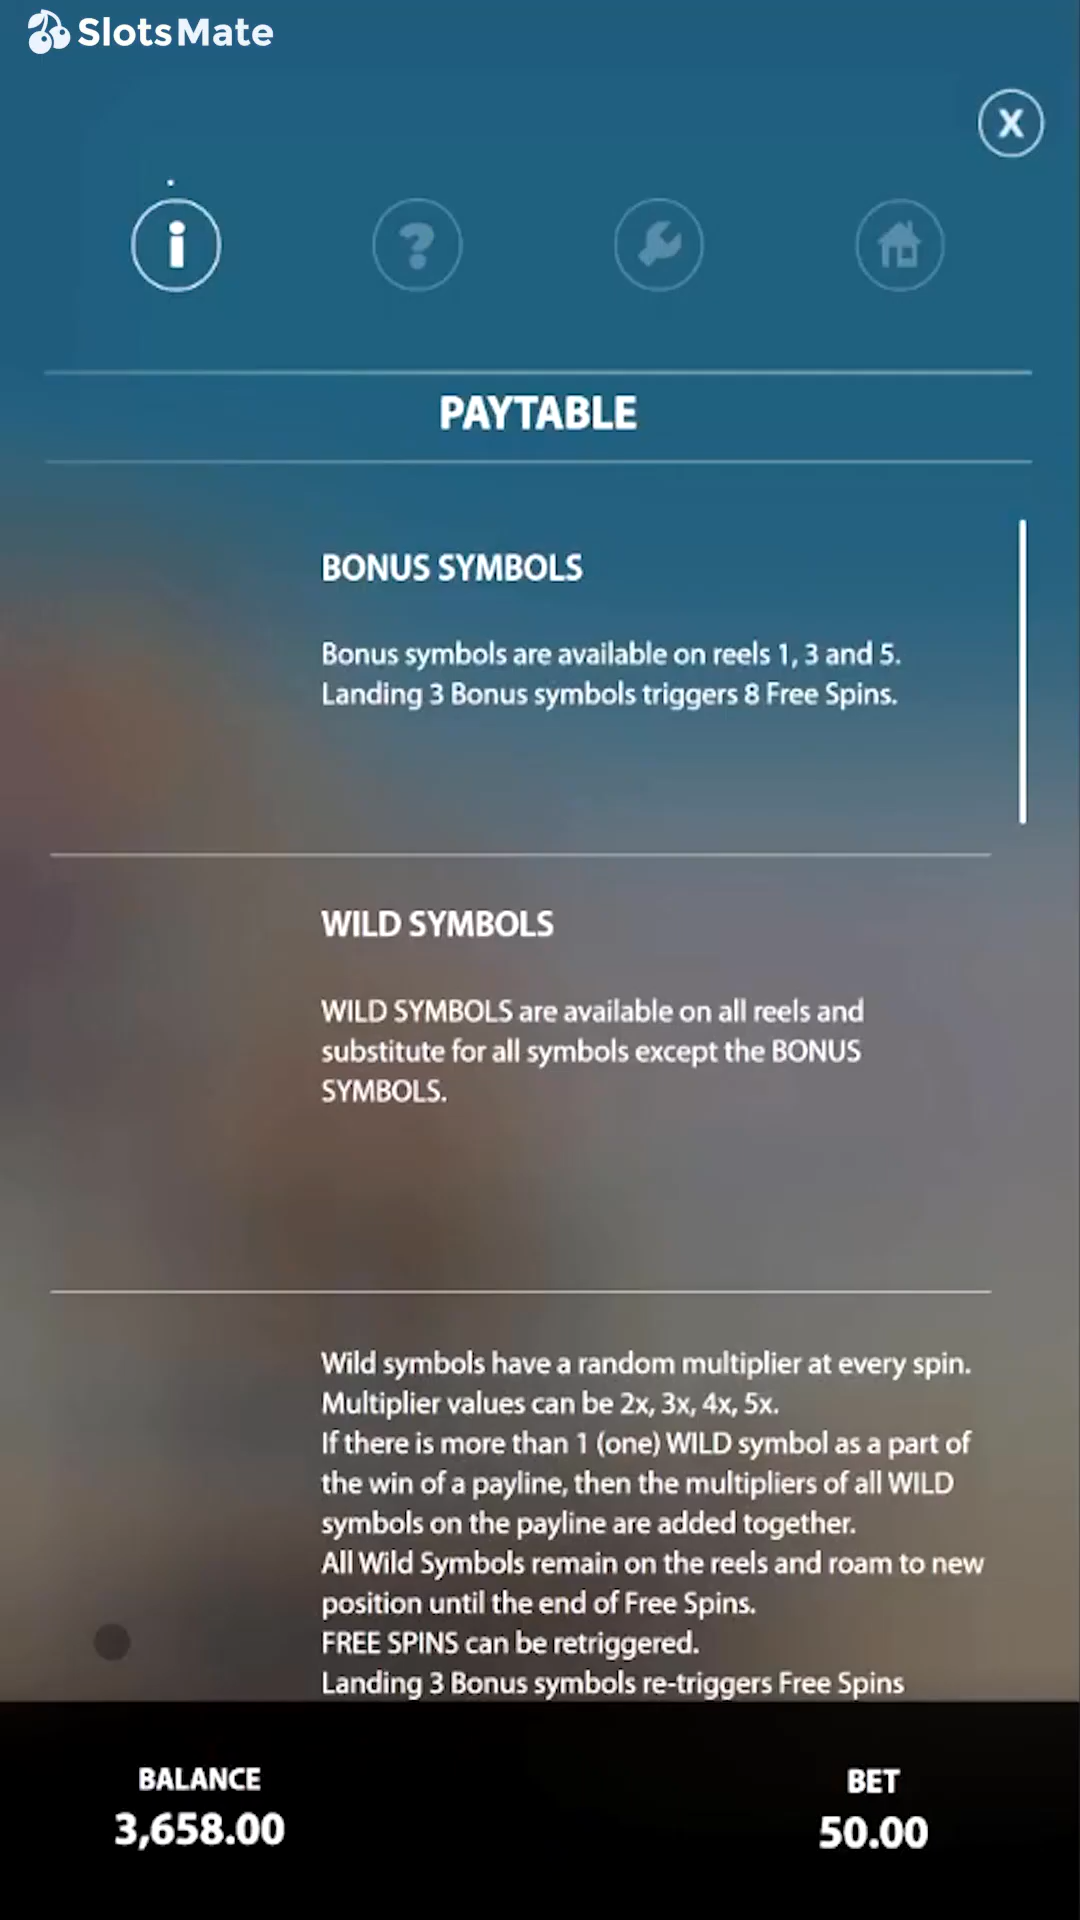 SlotsMate
X
i
?
PAYTABLE
BONUS SYMBOLS
Bonus symbols are available on reels 1, 3 and 5.
Landing 3 Bonus symbols triggers 8 Free Spins.
WILD SYMBOLS
WILD SYMBOLS are available on all reels and
substitute for all symbols except the BONUS
SYMBOLS.
Wild symbols have a random multiplier at every spin.
Multiplier values can be 2x, 3x, 4x, 5x.
If there is more than 1 (one) WILD symbol as a part of
the win of a payline, then the multipliers of all WILD
symbols on the payline are added together.
All Wild Symbols remain on the reels and roam to new
position until the end of Free Spins.
FREE SPINS can be retriggered.
Landing 3 Bonus symbols re-triggers Free Spins
BALANCE
3,658.00
BET
50.00